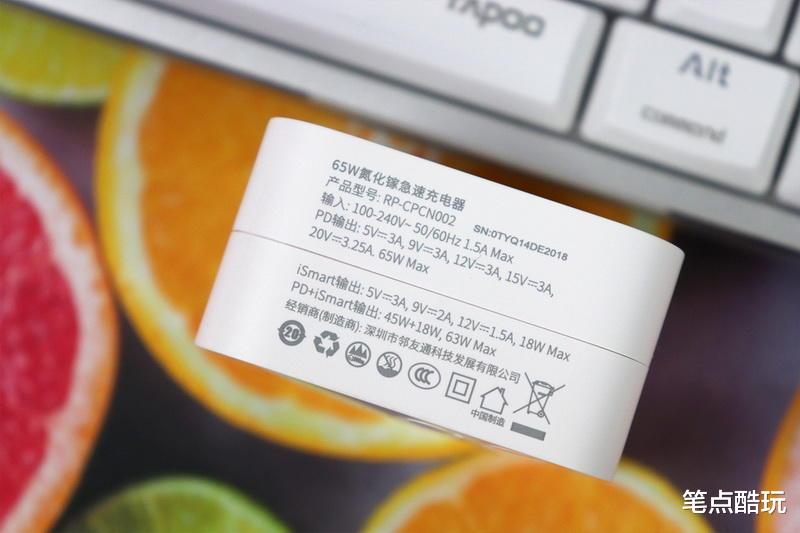 rapoo
Alt
command
65W氮化镓急速充电器
产品型号: RP-CPCN002
SN:0TYQ14DE2018
输入: 100-240V~ 50/60Hz 1.5A Max
PD输出: 5V⎓3A, 9V⎓3A, 12V⎓3A, 15V⎓3A,
20V⎓3.25A. 65W Max
iSmart输出: 5V⎓3A, 9V⎓2A, 12V⎓1.5A, 18W Max
PD+iSmart输出: 45W+18W, 63W Max
经销商(制造商): 深圳市邻友通科技发展有限公司
20
CCC
中国制造
笔点酷玩